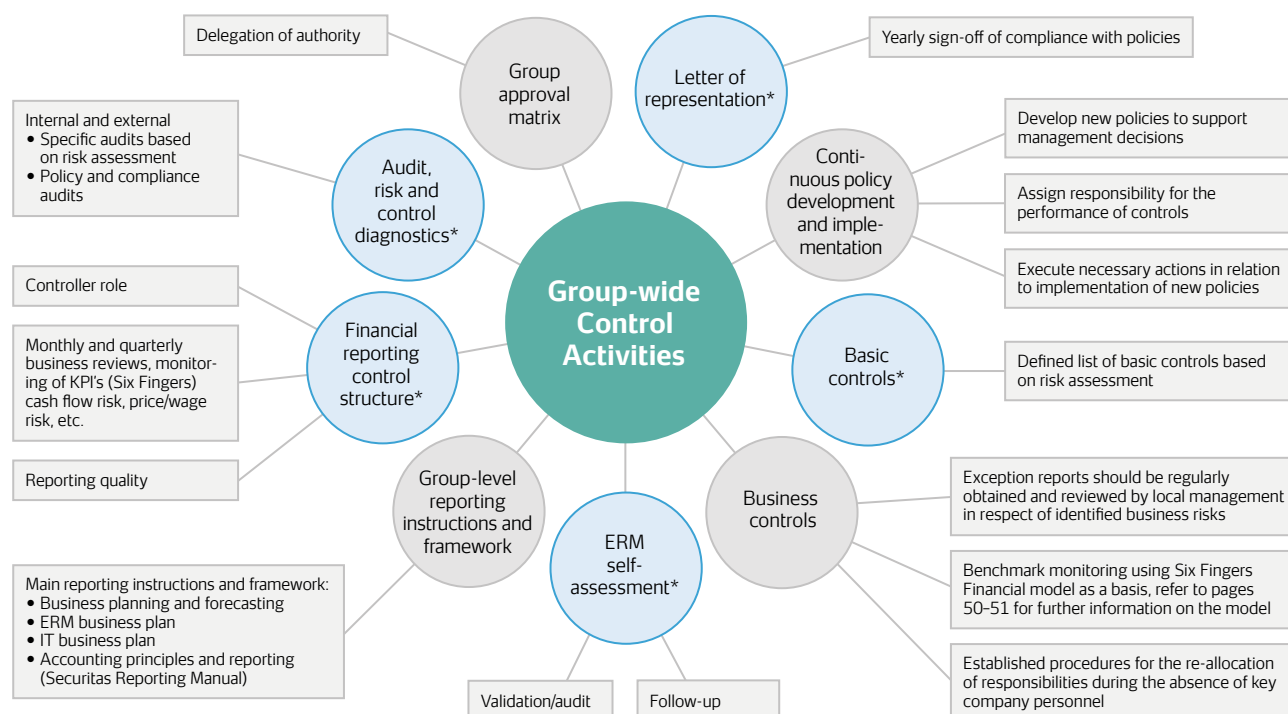 Delegation of authority
Group
approval
matrix
Letter of
representation*
Yearly sign-off of compliance with policies
Internal and external
• Specific audits based
on risk assessment
• Policy and compliance
audits
Audit,
risk and
control
diagnostics*
Conti-
nuous policy
development
and imple-
mentation
Develop new policies to support
management decisions
Assign responsibility for the
performance of controls
Execute necessary actions in relation
to implementation of new policies
Group-wide
Control
Activities
Controller role
Monthly and quarterly
business reviews, monitor-
ing of KPI's (Six Fingers)
cash flow risk, price/wage
risk, etc.
Reporting quality
Financial
reporting
control
structure*
Basic
controls*
Defined list of basic controls based
on risk assessment
Group-level
reporting
instructions and
framework
Main reporting instructions and framework:
• Business planning and forecasting
• ERM business plan
• IT business plan
• Accounting principles and reporting
(Securitas Reporting Manual)
ERM
self-
assessment*
Validation/audit
Follow-up
Business
controls
Exception reports should be regularly
obtained and reviewed by local management
in respect of identified business risks
Benchmark monitoring using Six Fingers
Financial model as a basis, refer to pages
50–51 for further information on the model
Established procedures for the re-allocation
of responsibilities during the absence of key
company personnel